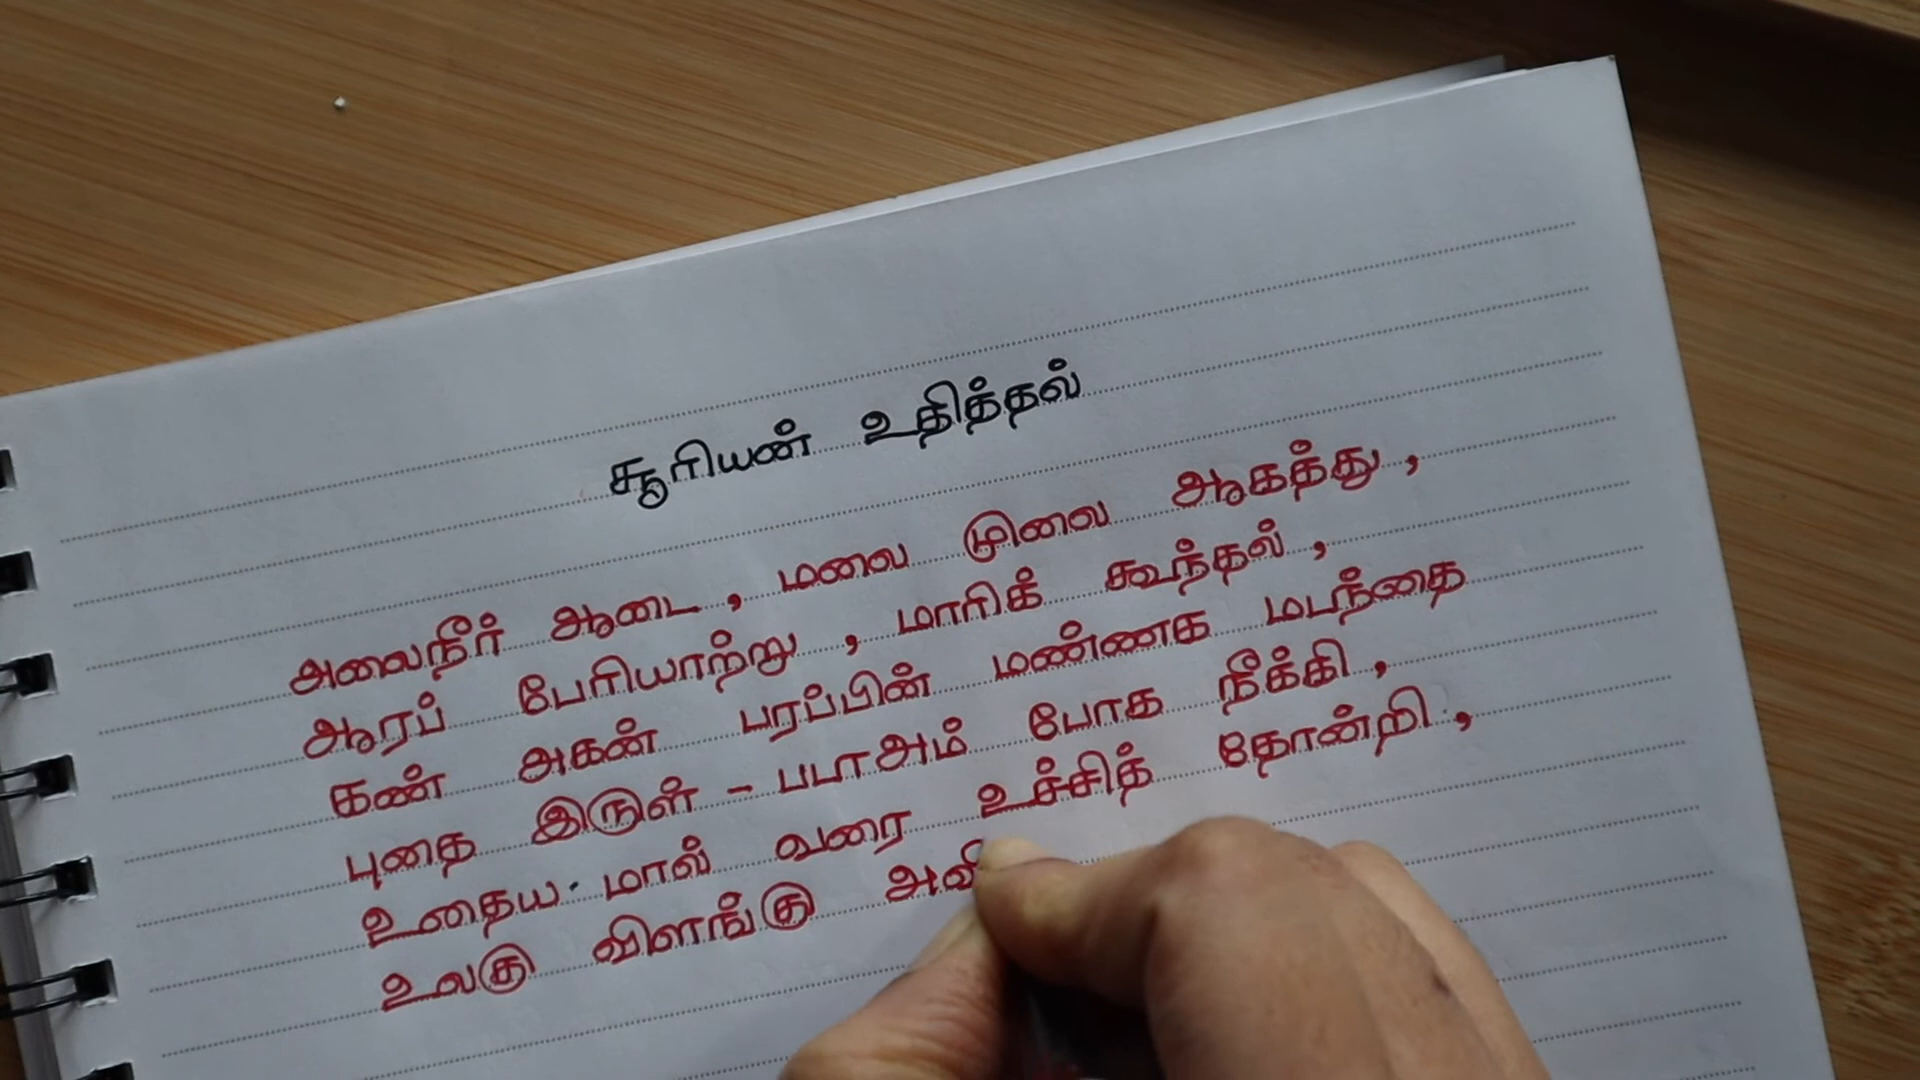 சூரியன் உதித்தல்
அலைநீர் ஆடை , மலை முலை ஆகத்து ,
ஆரப் பேரியாற்று , மாரிக் கூந்தல் ,
கண் அகன் பரப்பின் மண்ணக மடந்தை
புதை இருள் - படாஅம் போக நீக்கி ,
உதைய மால் வரை உச்சித் தோன்றி ,
உலகு விளங்கு அவி